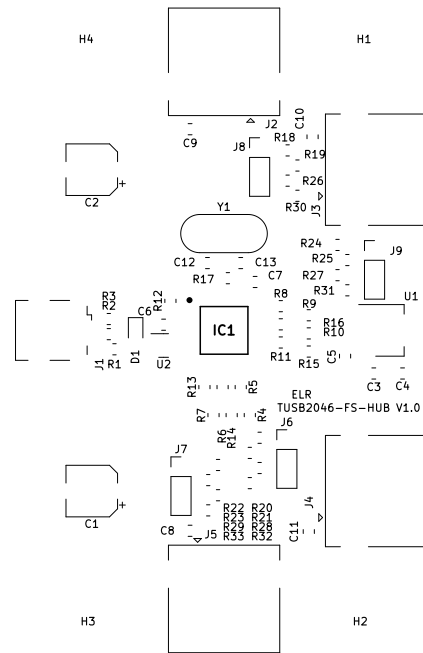 H4
H1
C10
J2
R18
C9
J8
R19
R26
C2
R30
J3
Y1
R24
J9
R25
C12
C13
R17
C7
R27
R31
U1
R3
R2
C6
R12
R8
R9
R16
R10
IC1
J1
R1
D1
U2
R11
R15
C5
C3
C4
R13
R5
ELR
TUSB2046-FS-HUB V1.0
R7
R4
R6
R14
J6
J7
J4
R22
R20
R23
R21
R29
R28
R33
R32
C1
C8
J5
C11
H3
H2